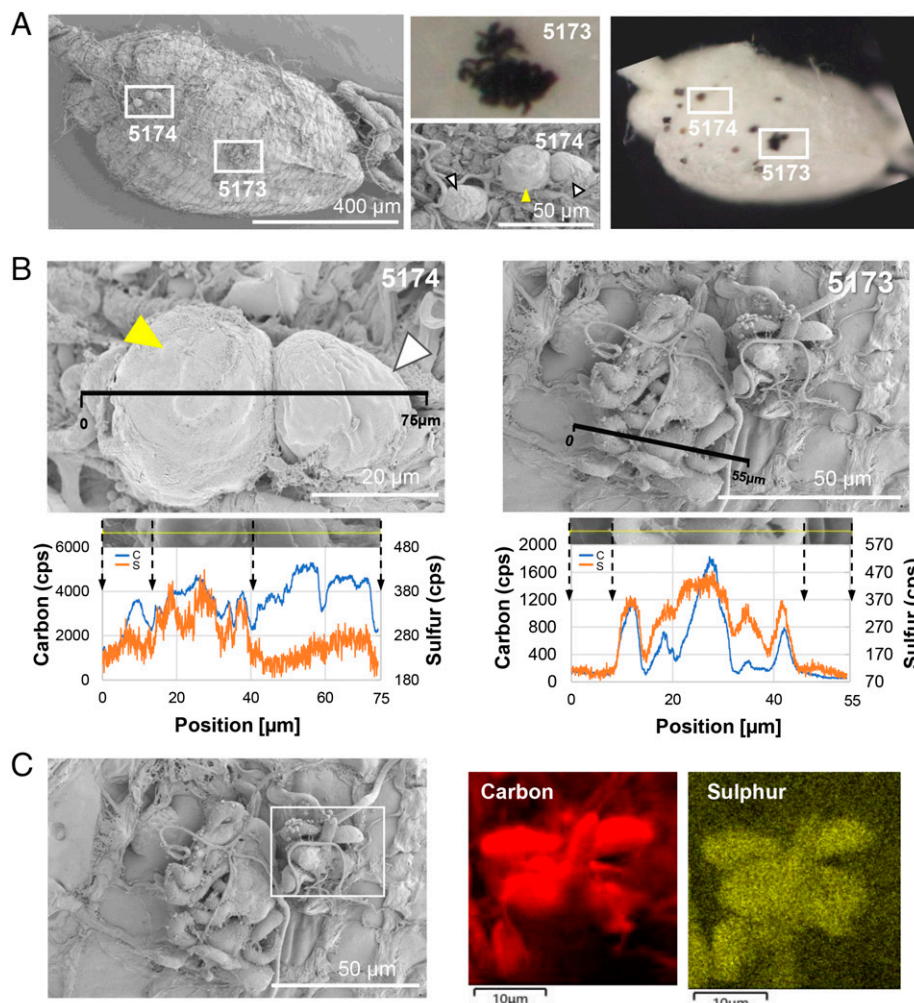 A
5174
5173
400 µm
5173
5174
50 µm
5174
5173
B
5174
0
75µm
20 µm
5173
0
55µm
50 µm
6000
4000
2000
0
Carbon (cps)
C
S
480
380
280
180
Sulfur (cps)
0
20
40
60
75
Position [µm]
2000
1600
1200
800
400
0
Carbon (cps)
C
S
570
470
370
270
170
70
Sulfur (cps)
0
20
40
55
Position [µm]
C
50 µm
Carbon
10µm
Sulphur
10µm